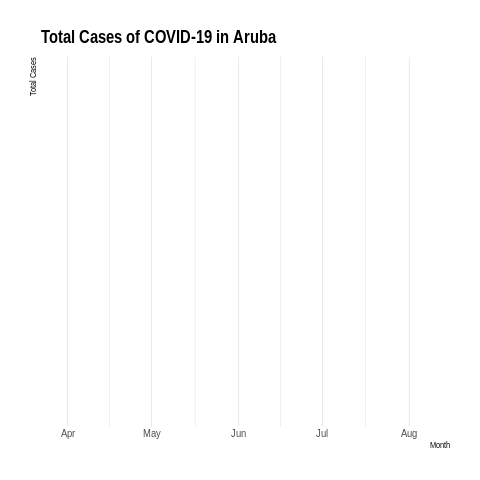 Total Cases of COVID-19 in Aruba
Total Cases
Apr May Jun Jul Aug
Month